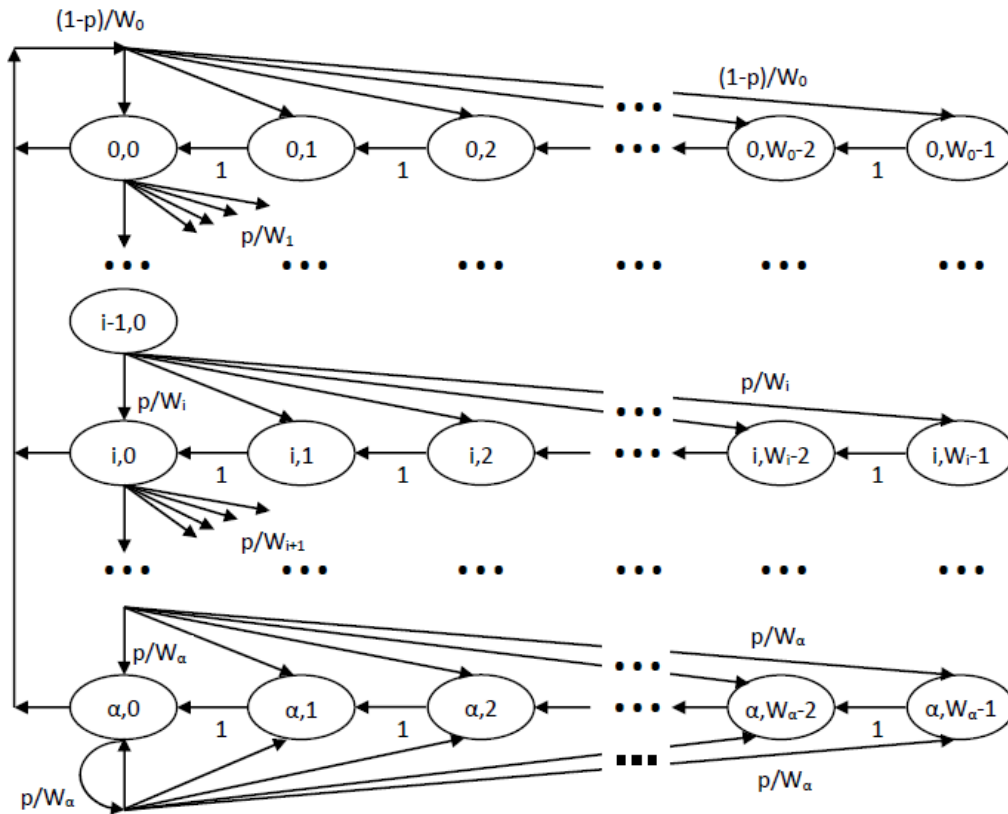 (1-p)/W₀
(1-p)/W₀
•••
0,0 0,1 0,2 ••• 0,W₀-2 0,W₀-1
1 1 1
p/W₁
••• ••• ••• ••• ••• •••
i-1,0
p/Wᵢ
•••
p/Wᵢ
i,0 i,1 i,2 ••• i,Wᵢ-2 i,Wᵢ-1
1 1 1
p/Wᵢ₊₁
••• ••• ••• ••• ••• •••
p/Wα
p/Wα
•••
α,0 α,1 α,2 ••• α,Wα-2 α,Wα-1
1 1 1
•••
p/Wα
p/Wα